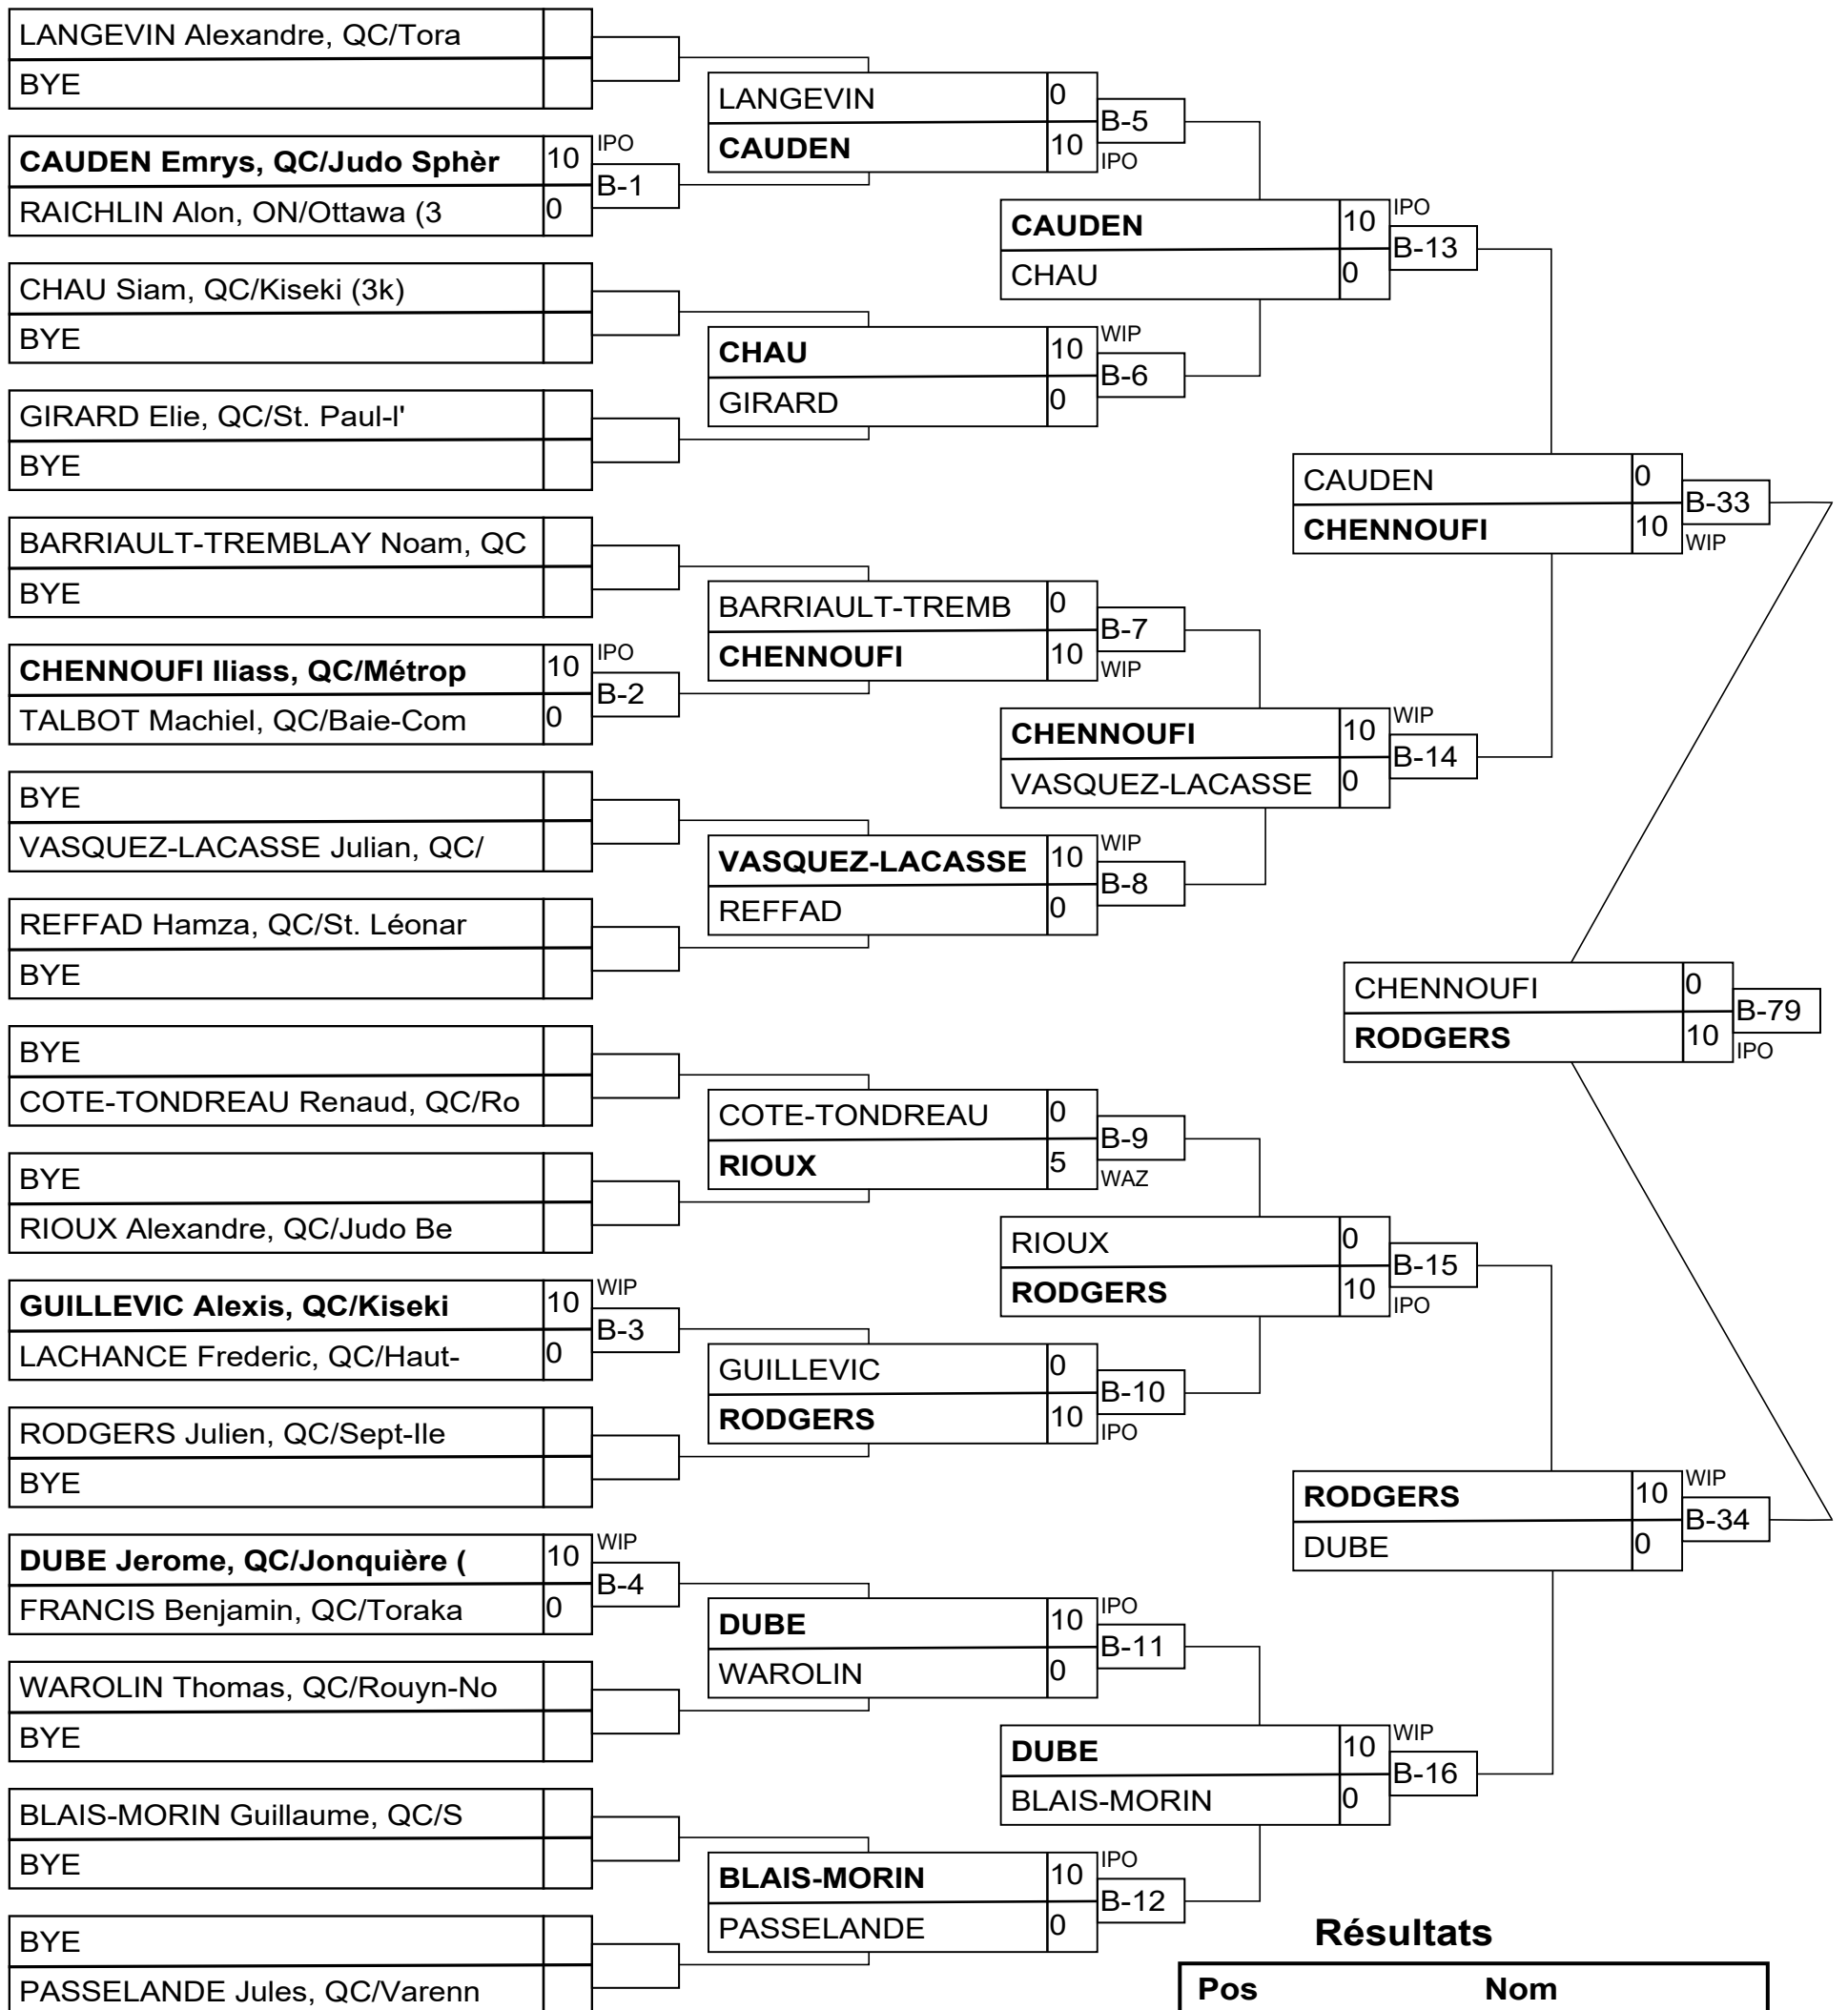 LANGEVIN Alexandre, QC/Tora
BYE
CAUDEN Emrys, QC/Judo Sphèr 10 IPO
B-1
RAICHLIN Alon, ON/Ottawa (3 0
CHAU Siam, QC/Kiseki (3k)
BYE
GIRARD Elie, QC/St. Paul-l'
BYE
BARRIAULT-TREMBLAY Noam, QC
BYE
CHENNOUFI Iliass, QC/Métrop 10 IPO
B-2
TALBOT Machiel, QC/Baie-Com 0
BYE
VASQUEZ-LACASSE Julian, QC/
REFFAD Hamza, QC/St. Léonar
BYE
BYE
COTE-TONDREAU Renaud, QC/Ro
BYE
RIOUX Alexandre, QC/Judo Be
GUILLEVIC Alexis, QC/Kiseki 10 WIP
B-3
LACHANCE Frederic, QC/Haut- 0
RODGERS Julien, QC/Sept-Ile
BYE
DUBE Jerome, QC/Jonquière ( 10 WIP
B-4
FRANCIS Benjamin, QC/Toraka 0
WAROLIN Thomas, QC/Rouyn-No
BYE
BLAIS-MORIN Guillaume, QC/S
BYE
BYE
PASSELANDE Jules, QC/Varenn
LANGEVIN 0
B-5
CAUDEN 10 IPO
CHAU 10 WIP
B-6
GIRARD 0
BARRIAULT-TREMB 0
B-7
CHENNOUFI 10 WIP
VASQUEZ-LACASSE 10 WIP
B-8
REFFAD 0
COTE-TONDREAU 0
B-9
RIOUX 5 WAZ
GUILLEVIC 0
B-10
RODGERS 10 IPO
DUBE 10 IPO
B-11
WAROLIN 0
BLAIS-MORIN 10 IPO
B-12
PASSELANDE 0
CAUDEN 10 IPO
B-13
CHAU 0
CHENNOUFI 10 WIP
B-14
VASQUEZ-LACASSE 0
RIOUX 0
B-15
RODGERS 10 IPO
DUBE 10 WIP
B-16
BLAIS-MORIN 0
CAUDEN 0
B-33
CHENNOUFI 10 WIP
RODGERS 10 WIP
B-34
DUBE 0
CHENNOUFI 0
B-79
RODGERS 10 IPO
Résultats
Pos Nom